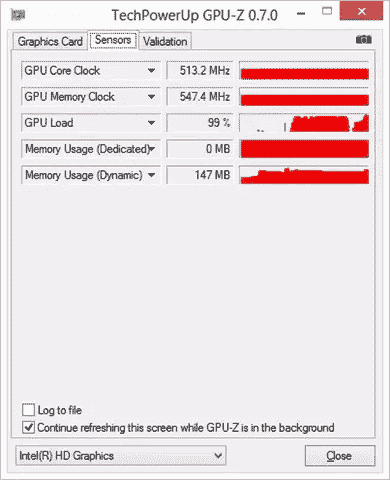 TechPowerUp GPU-Z 0.7.0
Graphics Card Sensors Validation
GPU Core Clock 513.2 MHz
GPU Memory Clock 547.4 MHz
GPU Load 99 %
Memory Usage (Dedicated) 0 MB
Memory Usage (Dynamic) 147 MB
Log to file
Continue refreshing this screen while GPU-Z is in the background
Intel(R) HD Graphics Close